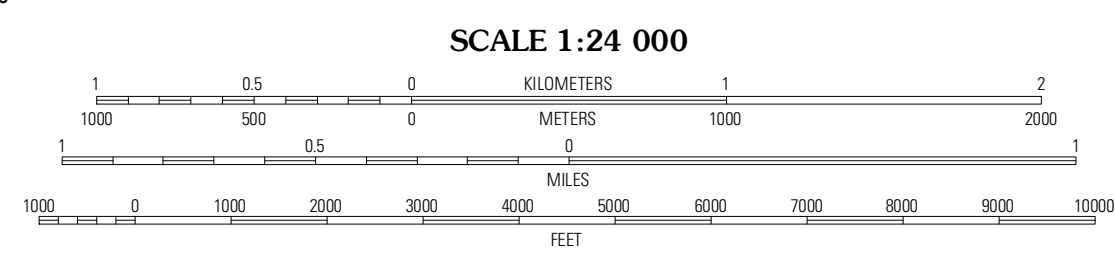 SCALE 1:24 000
1 0.5 0 KILOMETERS 1 2
1000 500 0 METERS 1000 2000
1 0.5 0 1
MILES
1000 0 1000 2000 3000 4000 5000 6000 7000 8000 9000 10000
FEET